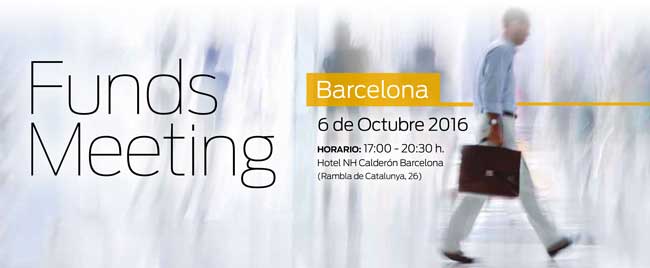 Funds
Meeting
Barcelona
6 de Octubre 2016
HORARIO: 17:00 - 20:30 h.
Hotel NH Calderón Barcelona
(Rambla de Catalunya, 26)